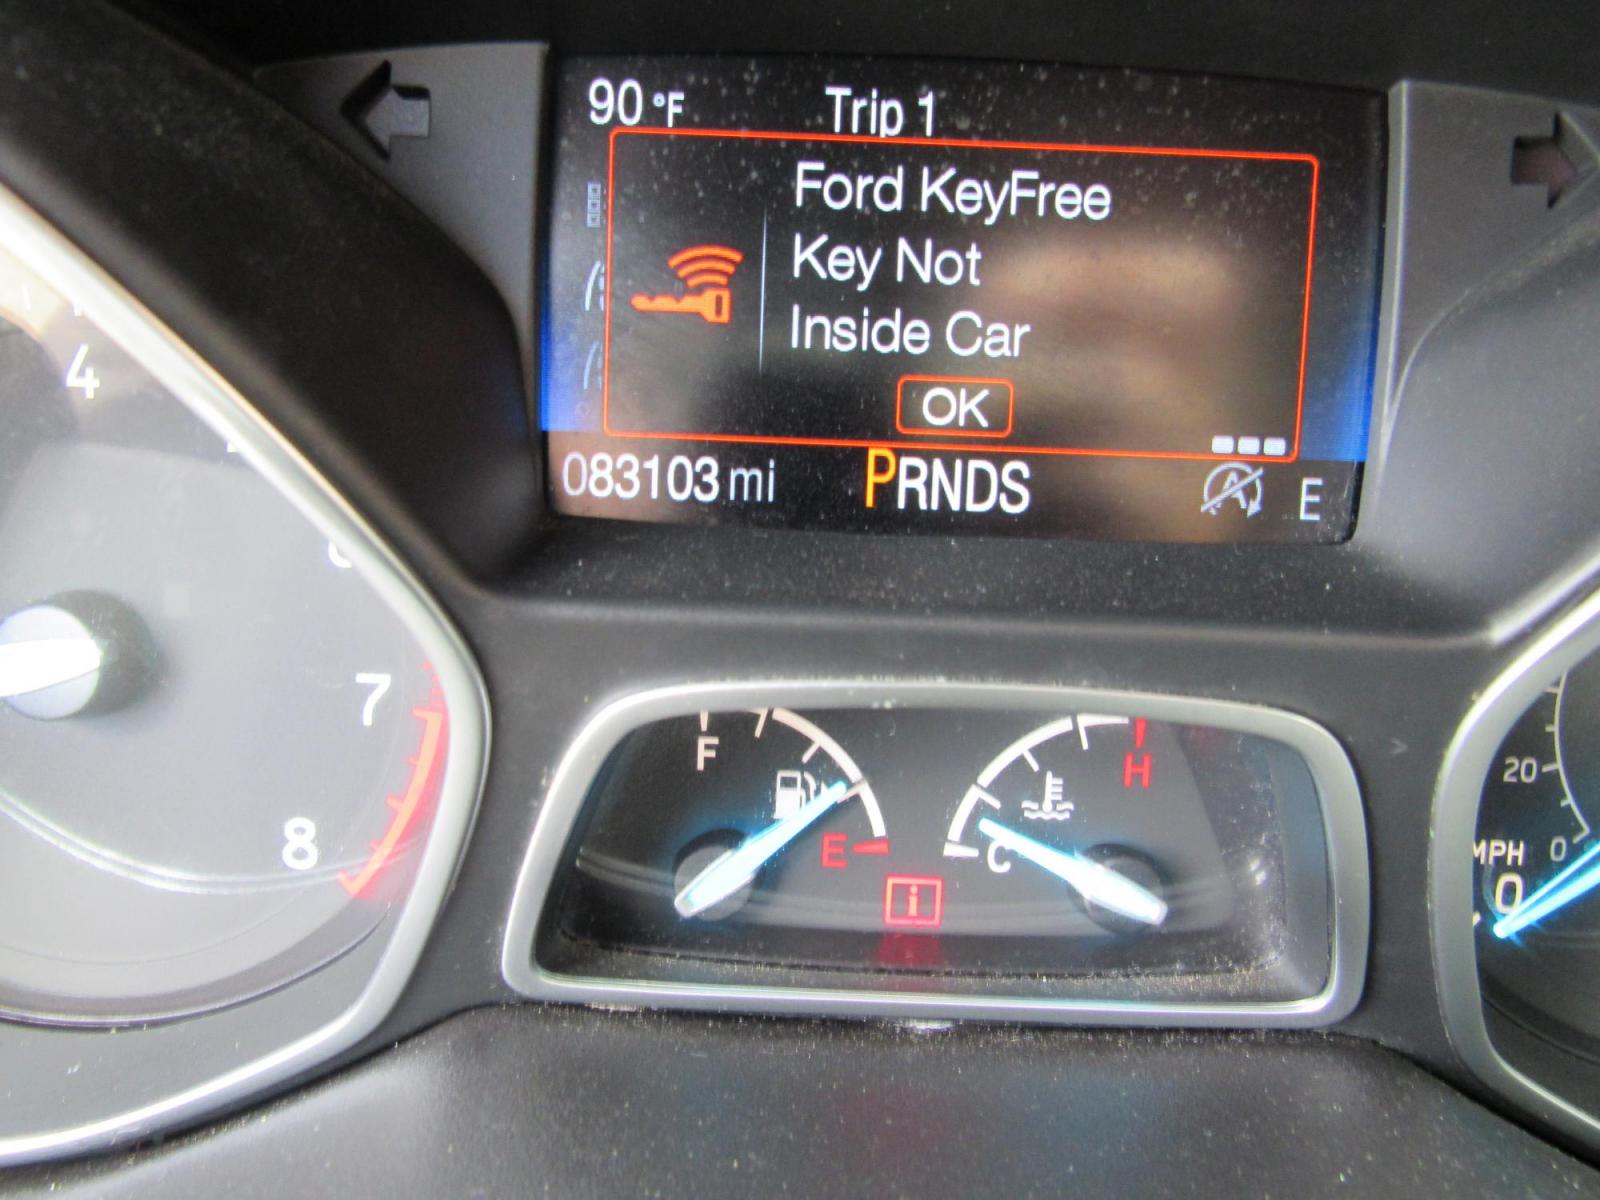 90 °F Trip 1
Ford KeyFree
Key Not
Inside Car
OK
083103 mi PRNDS E
4
7
8
F
E
H
C
i
20
MPH 0
0